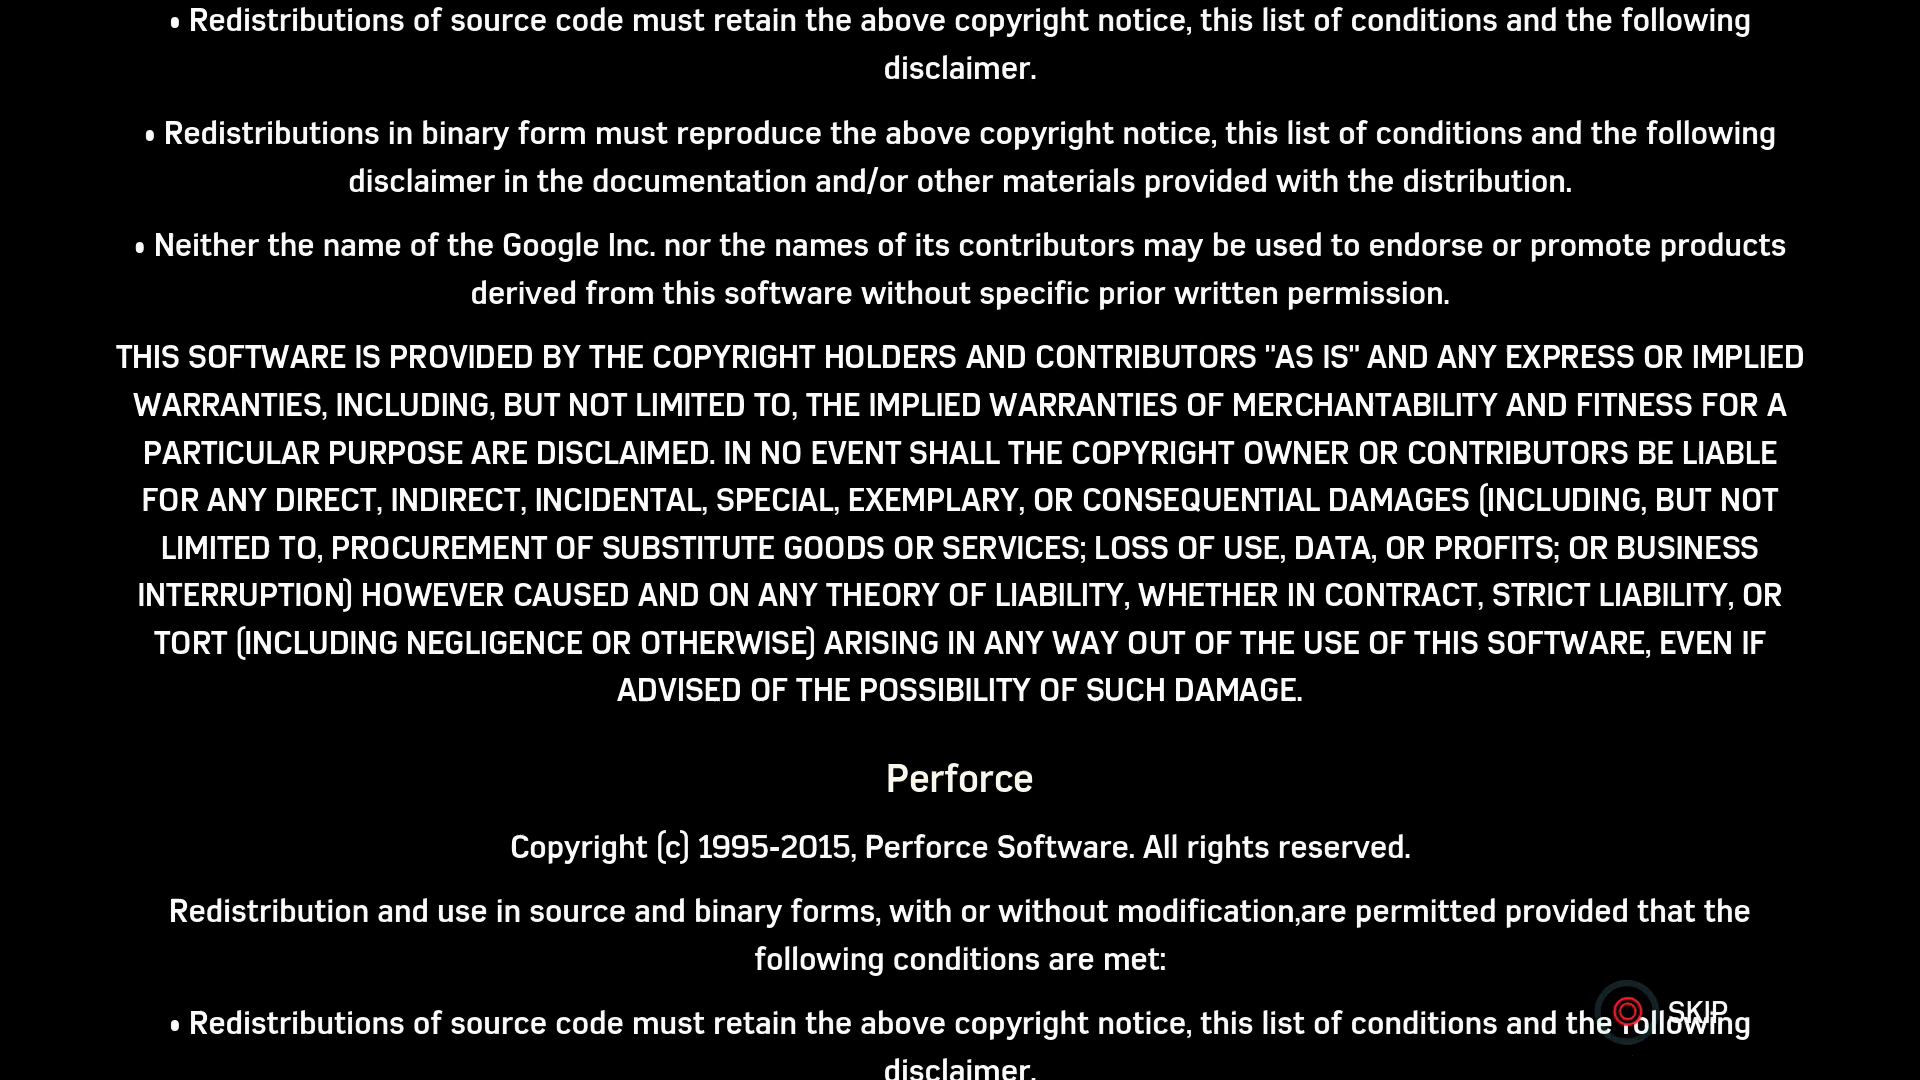 • Redistributions of source code must retain the above copyright notice, this list of conditions and the following
disclaimer.
• Redistributions in binary form must reproduce the above copyright notice, this list of conditions and the following
disclaimer in the documentation and/or other materials provided with the distribution.
• Neither the name of the Google Inc. nor the names of its contributors may be used to endorse or promote products
derived from this software without specific prior written permission.
THIS SOFTWARE IS PROVIDED BY THE COPYRIGHT HOLDERS AND CONTRIBUTORS "AS IS" AND ANY EXPRESS OR IMPLIED
WARRANTIES, INCLUDING, BUT NOT LIMITED TO, THE IMPLIED WARRANTIES OF MERCHANTABILITY AND FITNESS FOR A
PARTICULAR PURPOSE ARE DISCLAIMED. IN NO EVENT SHALL THE COPYRIGHT OWNER OR CONTRIBUTORS BE LIABLE
FOR ANY DIRECT, INDIRECT, INCIDENTAL, SPECIAL, EXEMPLARY, OR CONSEQUENTIAL DAMAGES (INCLUDING, BUT NOT
LIMITED TO, PROCUREMENT OF SUBSTITUTE GOODS OR SERVICES; LOSS OF USE, DATA, OR PROFITS; OR BUSINESS
INTERRUPTION) HOWEVER CAUSED AND ON ANY THEORY OF LIABILITY, WHETHER IN CONTRACT, STRICT LIABILITY, OR
TORT (INCLUDING NEGLIGENCE OR OTHERWISE) ARISING IN ANY WAY OUT OF THE USE OF THIS SOFTWARE, EVEN IF
ADVISED OF THE POSSIBILITY OF SUCH DAMAGE.
Perforce
Copyright (c) 1995-2015, Perforce Software. All rights reserved.
Redistribution and use in source and binary forms, with or without modification,are permitted provided that the
following conditions are met:
• Redistributions of source code must retain the above copyright notice, this list of conditions and the following
disclaimer.
SKIP